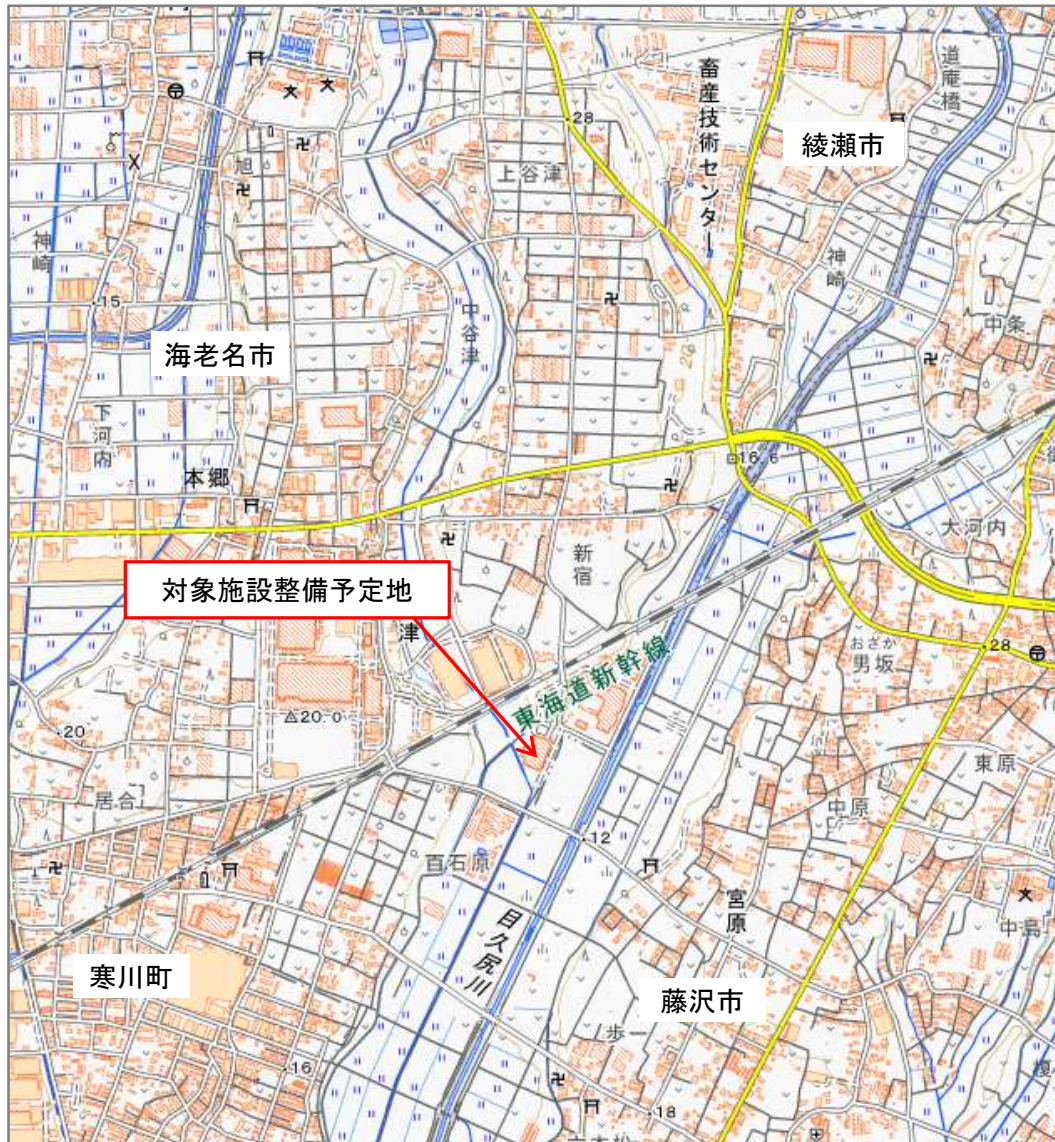 道庵橋
畜産技術センター
28
綾瀬市
旭
上谷津
神崎
神崎
15
中谷津
20
中条
海老名市
下河内
本郷
16.6
大河内
新宿
対象施設整備予定地
津
おざか
男坂
28
東海道新幹線
20.0
20
東原
居合
中原
12
百石原
宮原
中島
目久尻川
寒川町
藤沢市
歩一
16
18